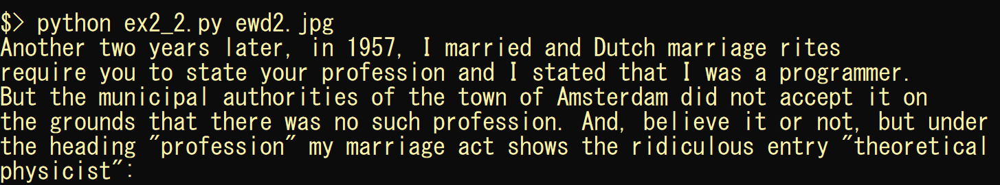 $> python ex2_2.py ewd2.jpg
Another two years later, in 1957, I married and Dutch marriage rites
require you to state your profession and I stated that I was a programmer.
But the municipal authorities of the town of Amsterdam did not accept it on
the grounds that there was no such profession. And, believe it or not, but under
the heading "profession" my marriage act shows the ridiculous entry "theoretical
physicist":